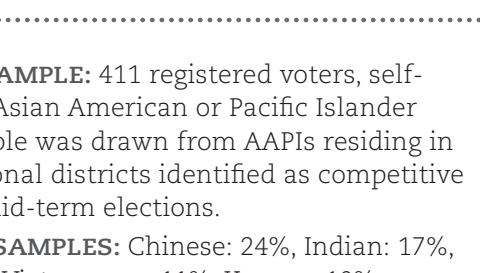 AMPLE: 411 registered voters, self-
Asian American or Pacific Islander
ple was drawn from AAPIs residing in
onal districts identified as competitive
id-term elections.
SAMPLES: Chinese: 24%, Indian: 17%,